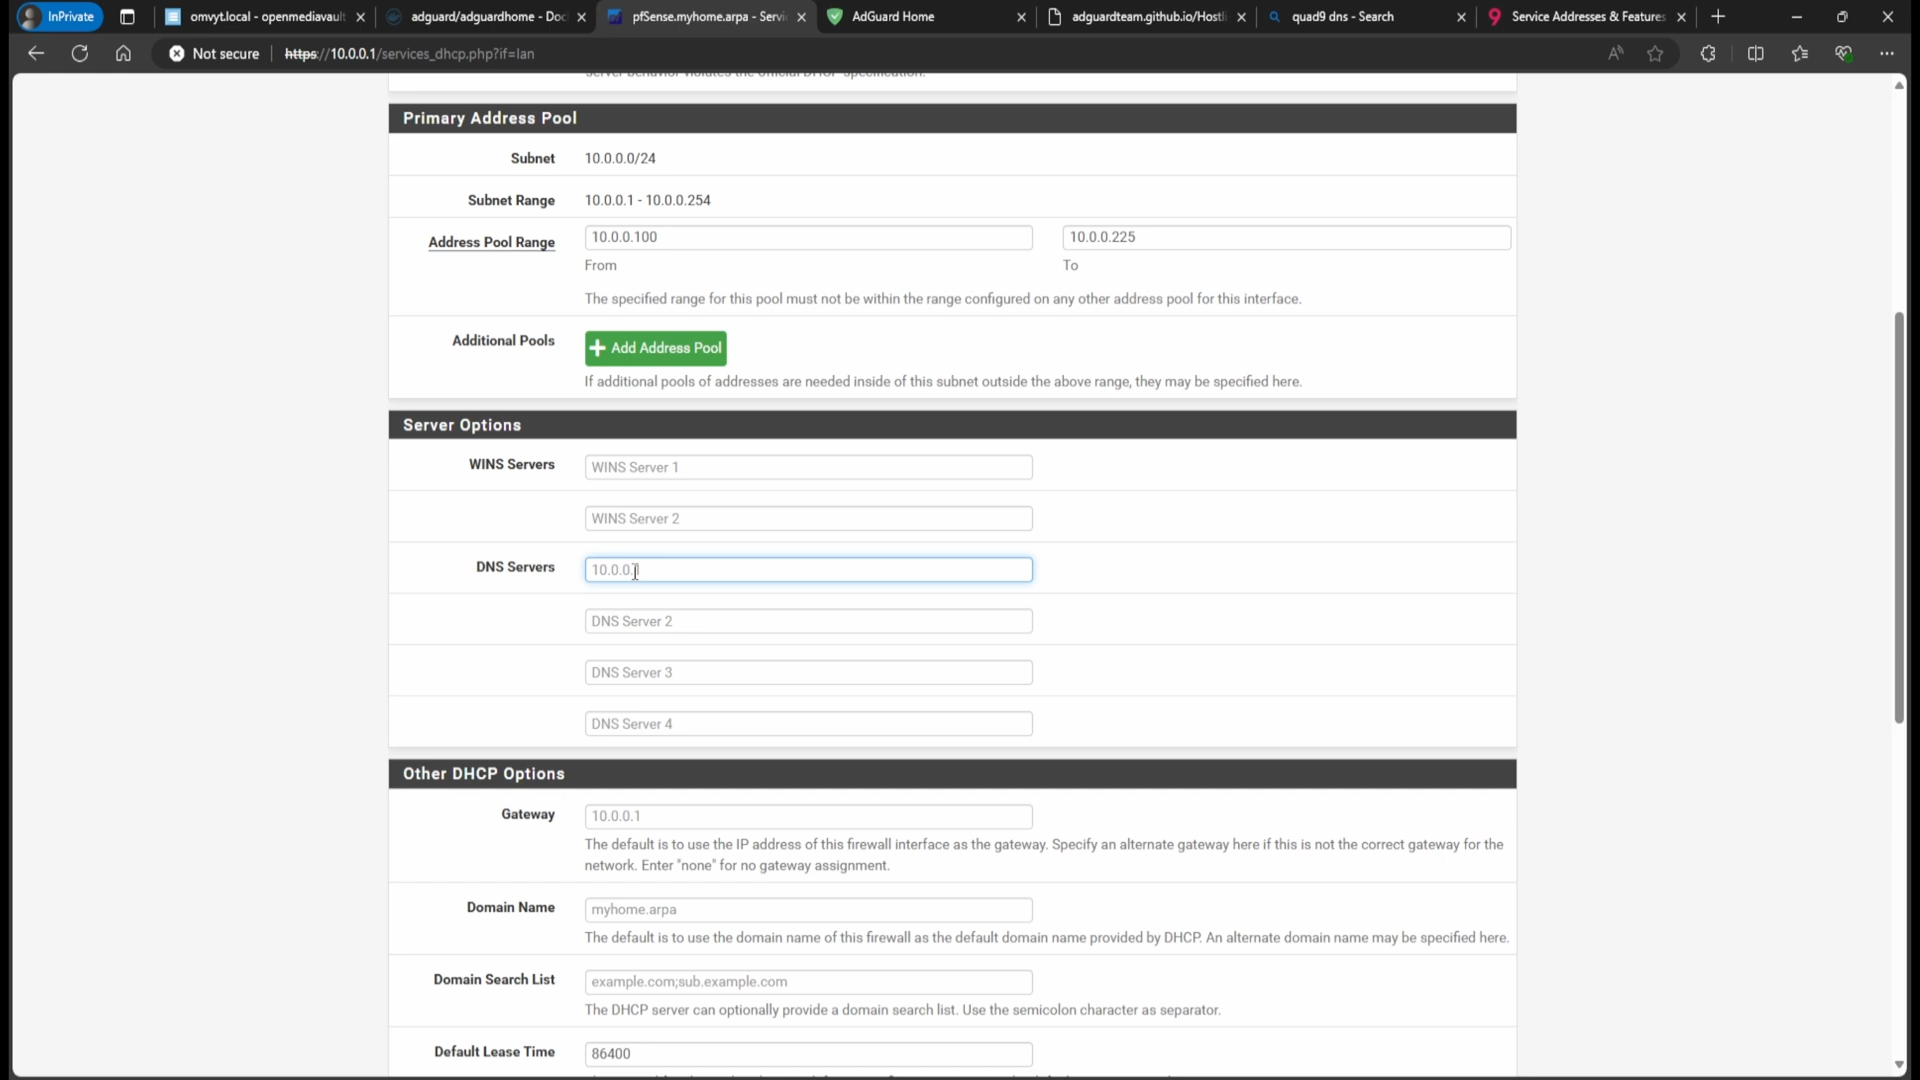 InPrivate
omvyt.local - openmediavault
adguard/adguardhome - Doc
pfSense.myhome.arpa - Servi
AdGuard Home
adguardteam.github.io/Hostli
quad9 dns - Search
Service Addresses & Features
Not secure
https://10.0.0.1/services_dhcp.php?if=lan
server behavior violates the official DHCP specification.
Primary Address Pool
Subnet 10.0.0.0/24
Subnet Range 10.0.0.1 - 10.0.0.254
Address Pool Range 10.0.0.100 10.0.0.225
From To
The specified range for this pool must not be within the range configured on any other address pool for this interface.
Additional Pools + Add Address Pool
If additional pools of addresses are needed inside of this subnet outside the above range, they may be specified here.
Server Options
WINS Servers WINS Server 1
WINS Server 2
DNS Servers 10.0.0.1
DNS Server 2
DNS Server 3
DNS Server 4
Other DHCP Options
Gateway 10.0.0.1
The default is to use the IP address of this firewall interface as the gateway. Specify an alternate gateway here if this is not the correct gateway for the
network. Enter "none" for no gateway assignment.
Domain Name myhome.arpa
The default is to use the domain name of this firewall as the default domain name provided by DHCP. An alternate domain name may be specified here.
Domain Search List example.com;sub.example.com
The DHCP server can optionally provide a domain search list. Use the semicolon character as separator.
Default Lease Time 86400